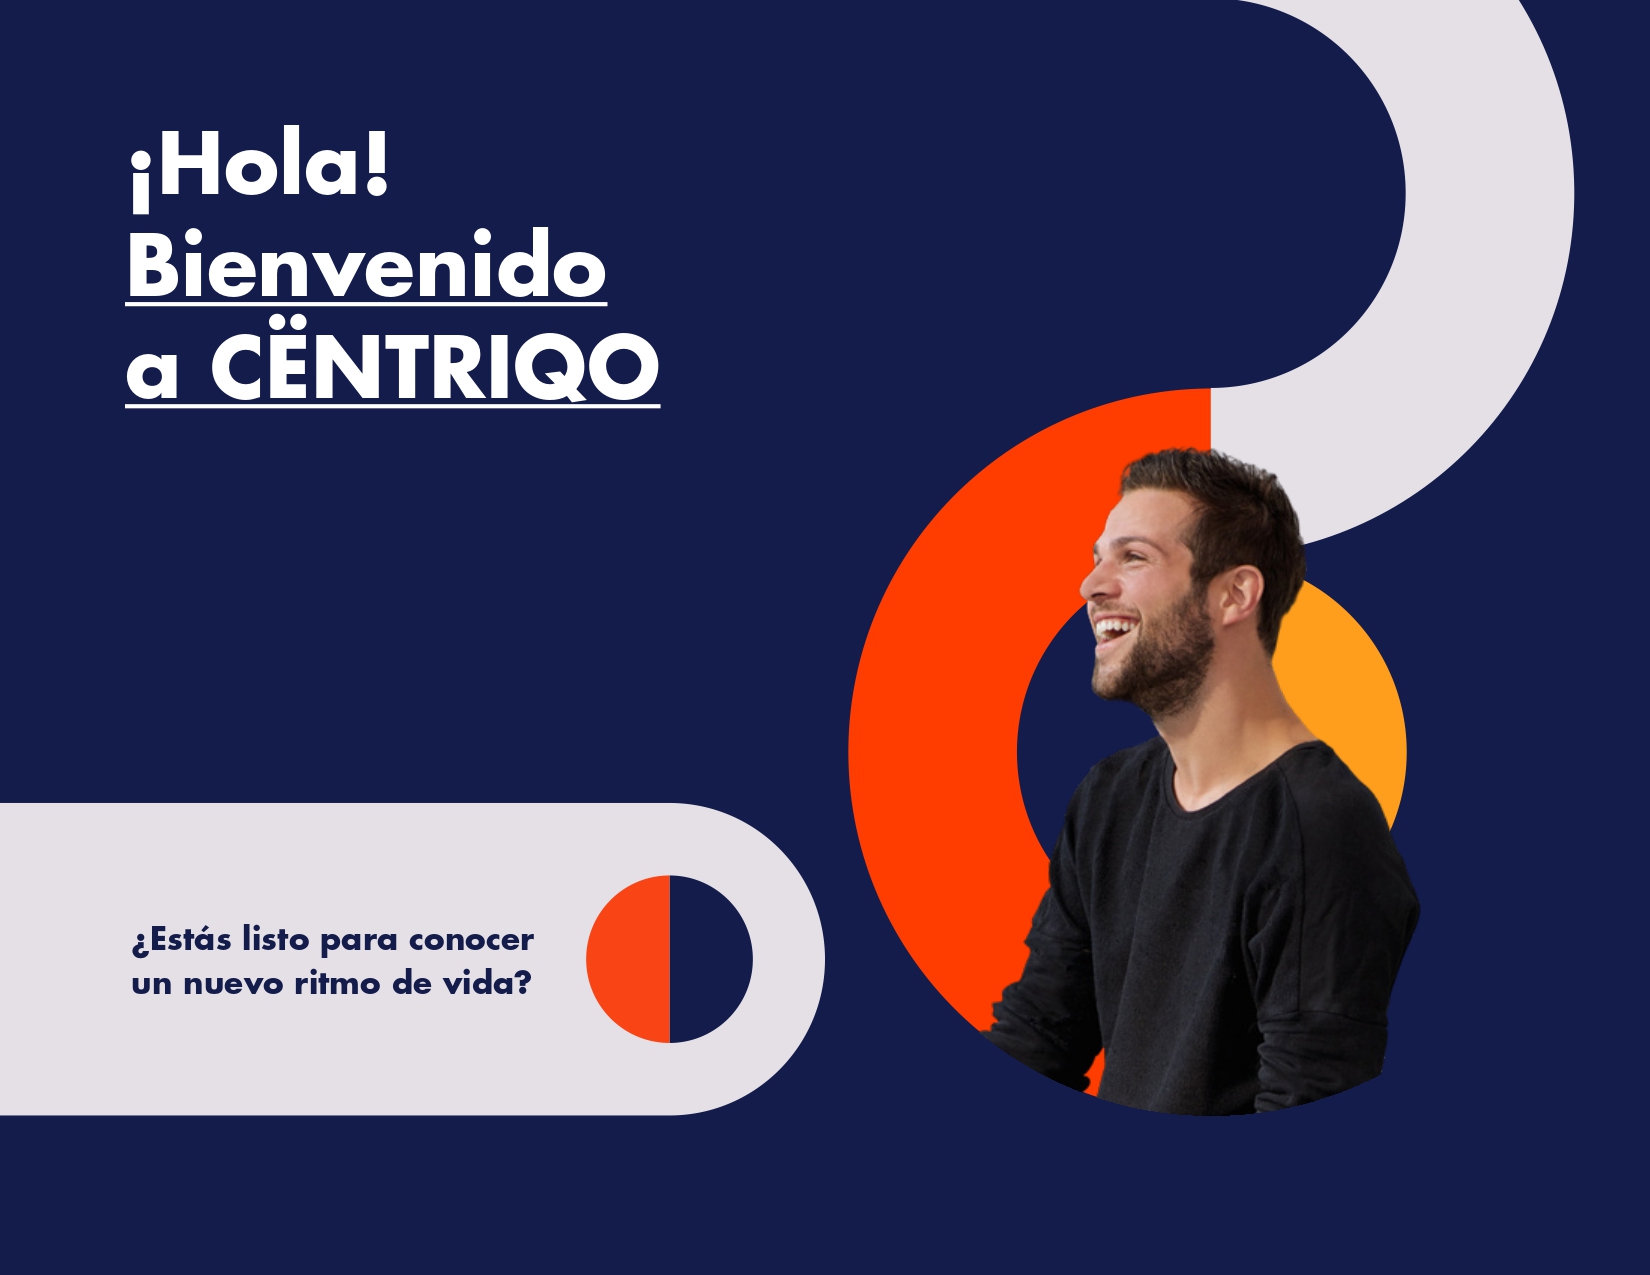 ¡Hola!
Bienvenido
a CËNTRIQO
¿Estás listo para conocer
un nuevo ritmo de vida?